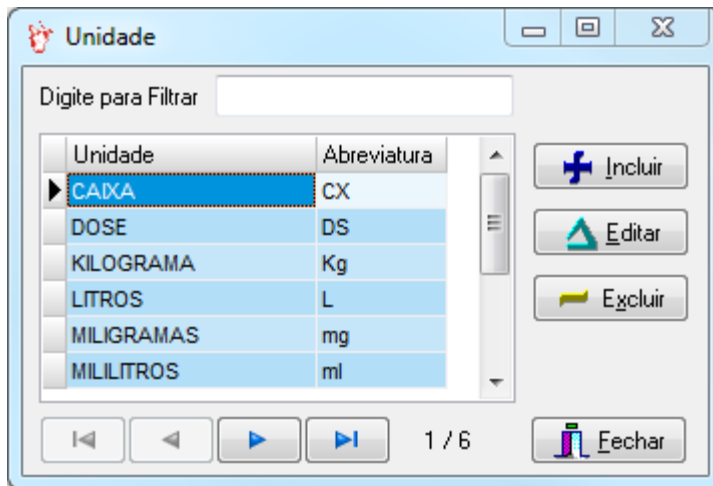 Unidade
Digite para Filtrar
Unidade Abreviatura
CAIXA CX
DOSE DS
KILOGRAMA Kg
LITROS L
MILIGRAMAS mg
MILILITROS ml
Incluir
Editar
Excluir
1 / 6
Fechar